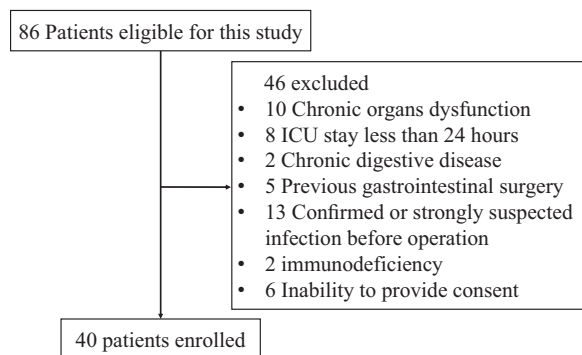 86 Patients eligible for this study
46 excluded
• 10 Chronic organs dysfunction
• 8 ICU stay less than 24 hours
• 2 Chronic digestive disease
• 5 Previous gastrointestinal surgery
• 13 Confirmed or strongly suspected
infection before operation
• 2 immunodeficiency
• 6 Inability to provide consent
40 patients enrolled